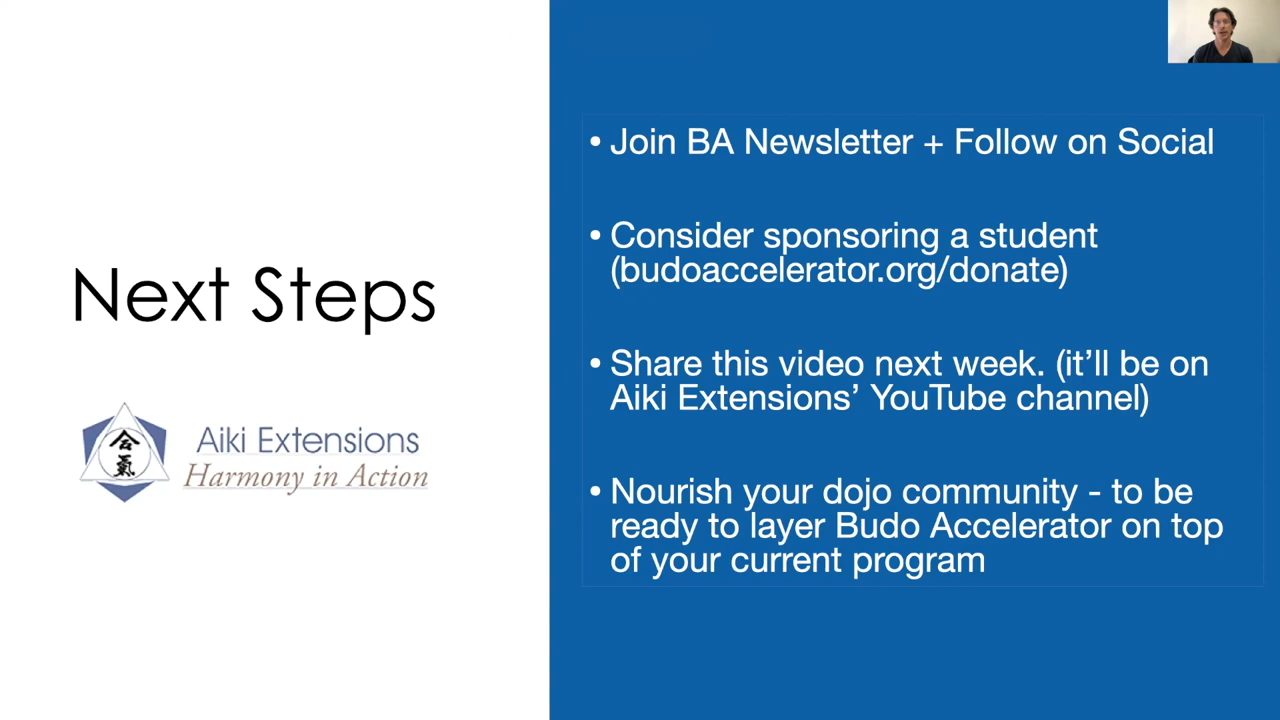 Next Steps
合
氣
Aiki Extensions
Harmony in Action
• Join BA Newsletter + Follow on Social
• Consider sponsoring a student
(budoaccelerator.org/donate)
• Share this video next week. (it’ll be on
Aiki Extensions’ YouTube channel)
• Nourish your dojo community - to be
ready to layer Budo Accelerator on top
of your current program